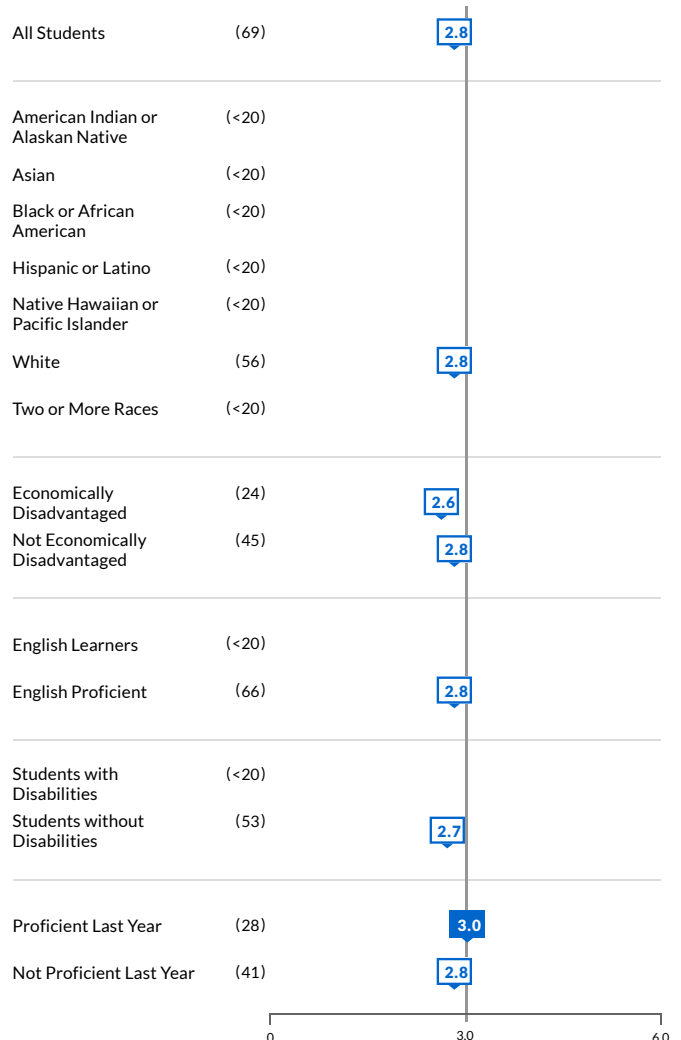 All Students (69) 2.8
American Indian or (<20)
Alaskan Native
Asian (<20)
Black or African (<20)
American
Hispanic or Latino (<20)
Native Hawaiian or (<20)
Pacific Islander
White (56) 2.8
Two or More Races (<20)
Economically (24) 2.6
Disadvantaged
Not Economically (45) 2.8
Disadvantaged
English Learners (<20)
English Proficient (66) 2.8
Students with (<20)
Disabilities
Students without (53) 2.7
Disabilities
Proficient Last Year (28) 3.0
Not Proficient Last Year (41) 2.8
0 3.0 6.0